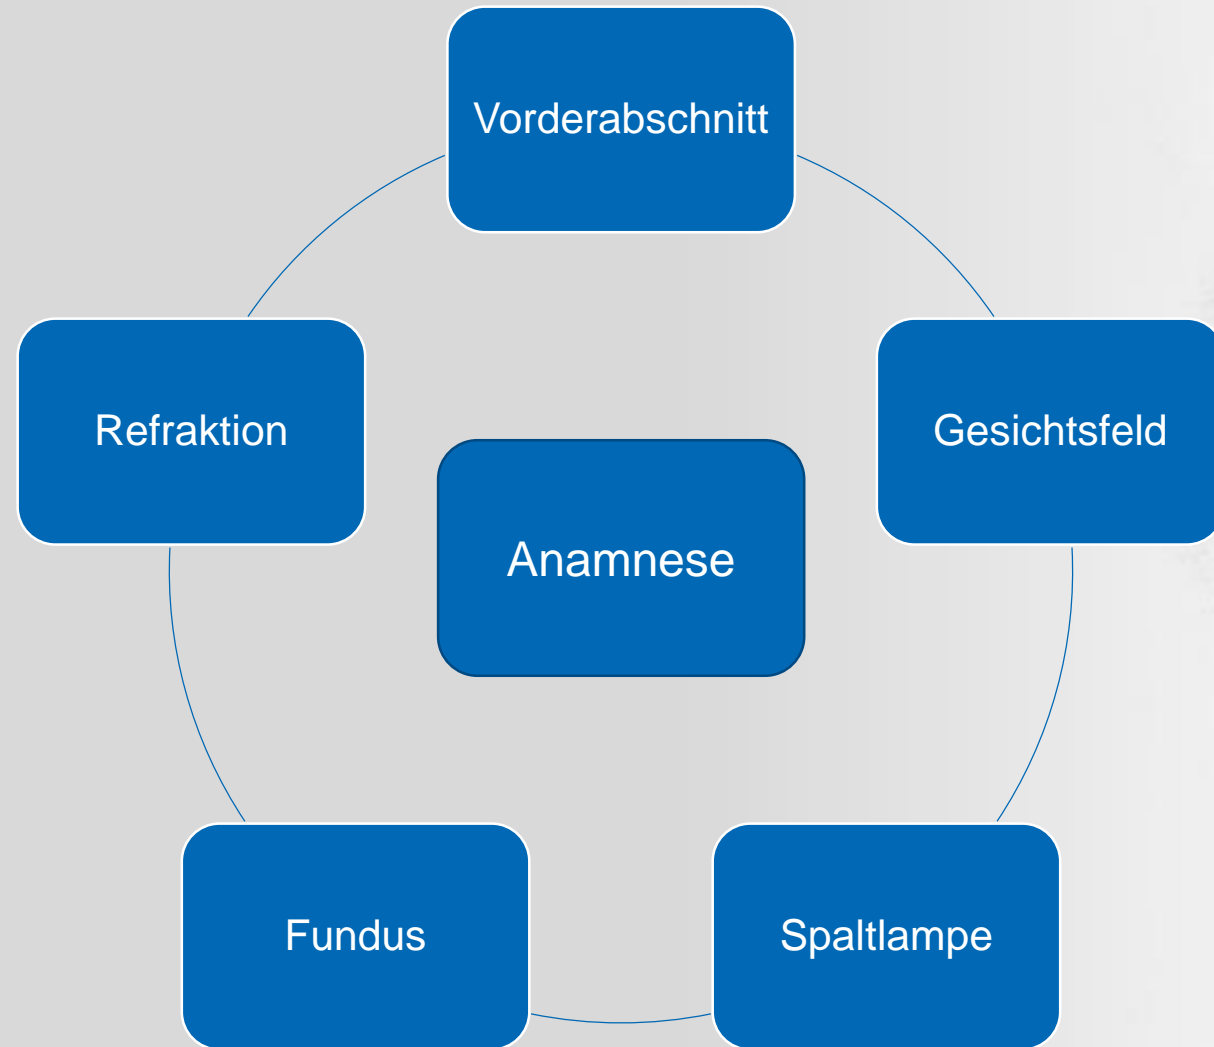 Vorderabschnitt
Refraktion
Gesichtsfeld
Anamnese
Fundus
Spaltlampe